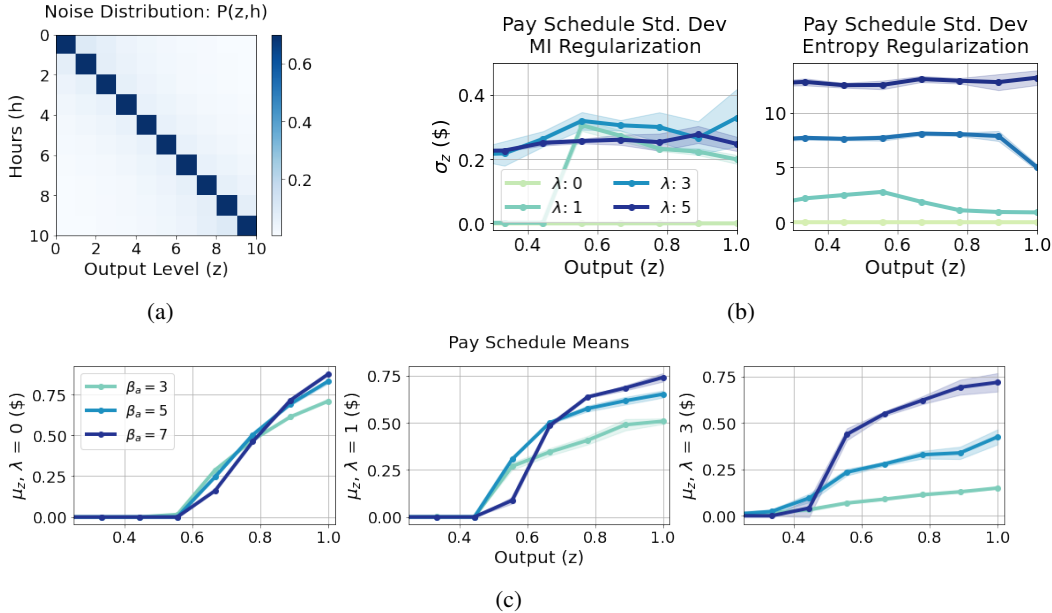 Noise Distribution: P(z,h)
Hours (h)
0
2
4
6
8
10
0 2 4 6 8 10
Output Level (z)
0.6
0.4
0.2
(a)
Pay Schedule Std. Dev
MI Regularization
σz ($)
0.4
0.2
0.0
λ: 0 λ: 3
λ: 1 λ: 5
0.4 0.6 0.8 1.0
Output (z)
Pay Schedule Std. Dev
Entropy Regularization
10
5
0
0.4 0.6 0.8 1.0
Output (z)
(b)
Pay Schedule Means
μz, λ = 0 ($)
0.75
0.50
0.25
0.00
βa = 3
βa = 5
βa = 7
0.4 0.6 0.8 1.0
μz, λ = 1 ($)
0.75
0.50
0.25
0.00
0.4 0.6 0.8 1.0
Output (z)
μz, λ = 3 ($)
0.75
0.50
0.25
0.00
0.4 0.6 0.8 1.0
(c)